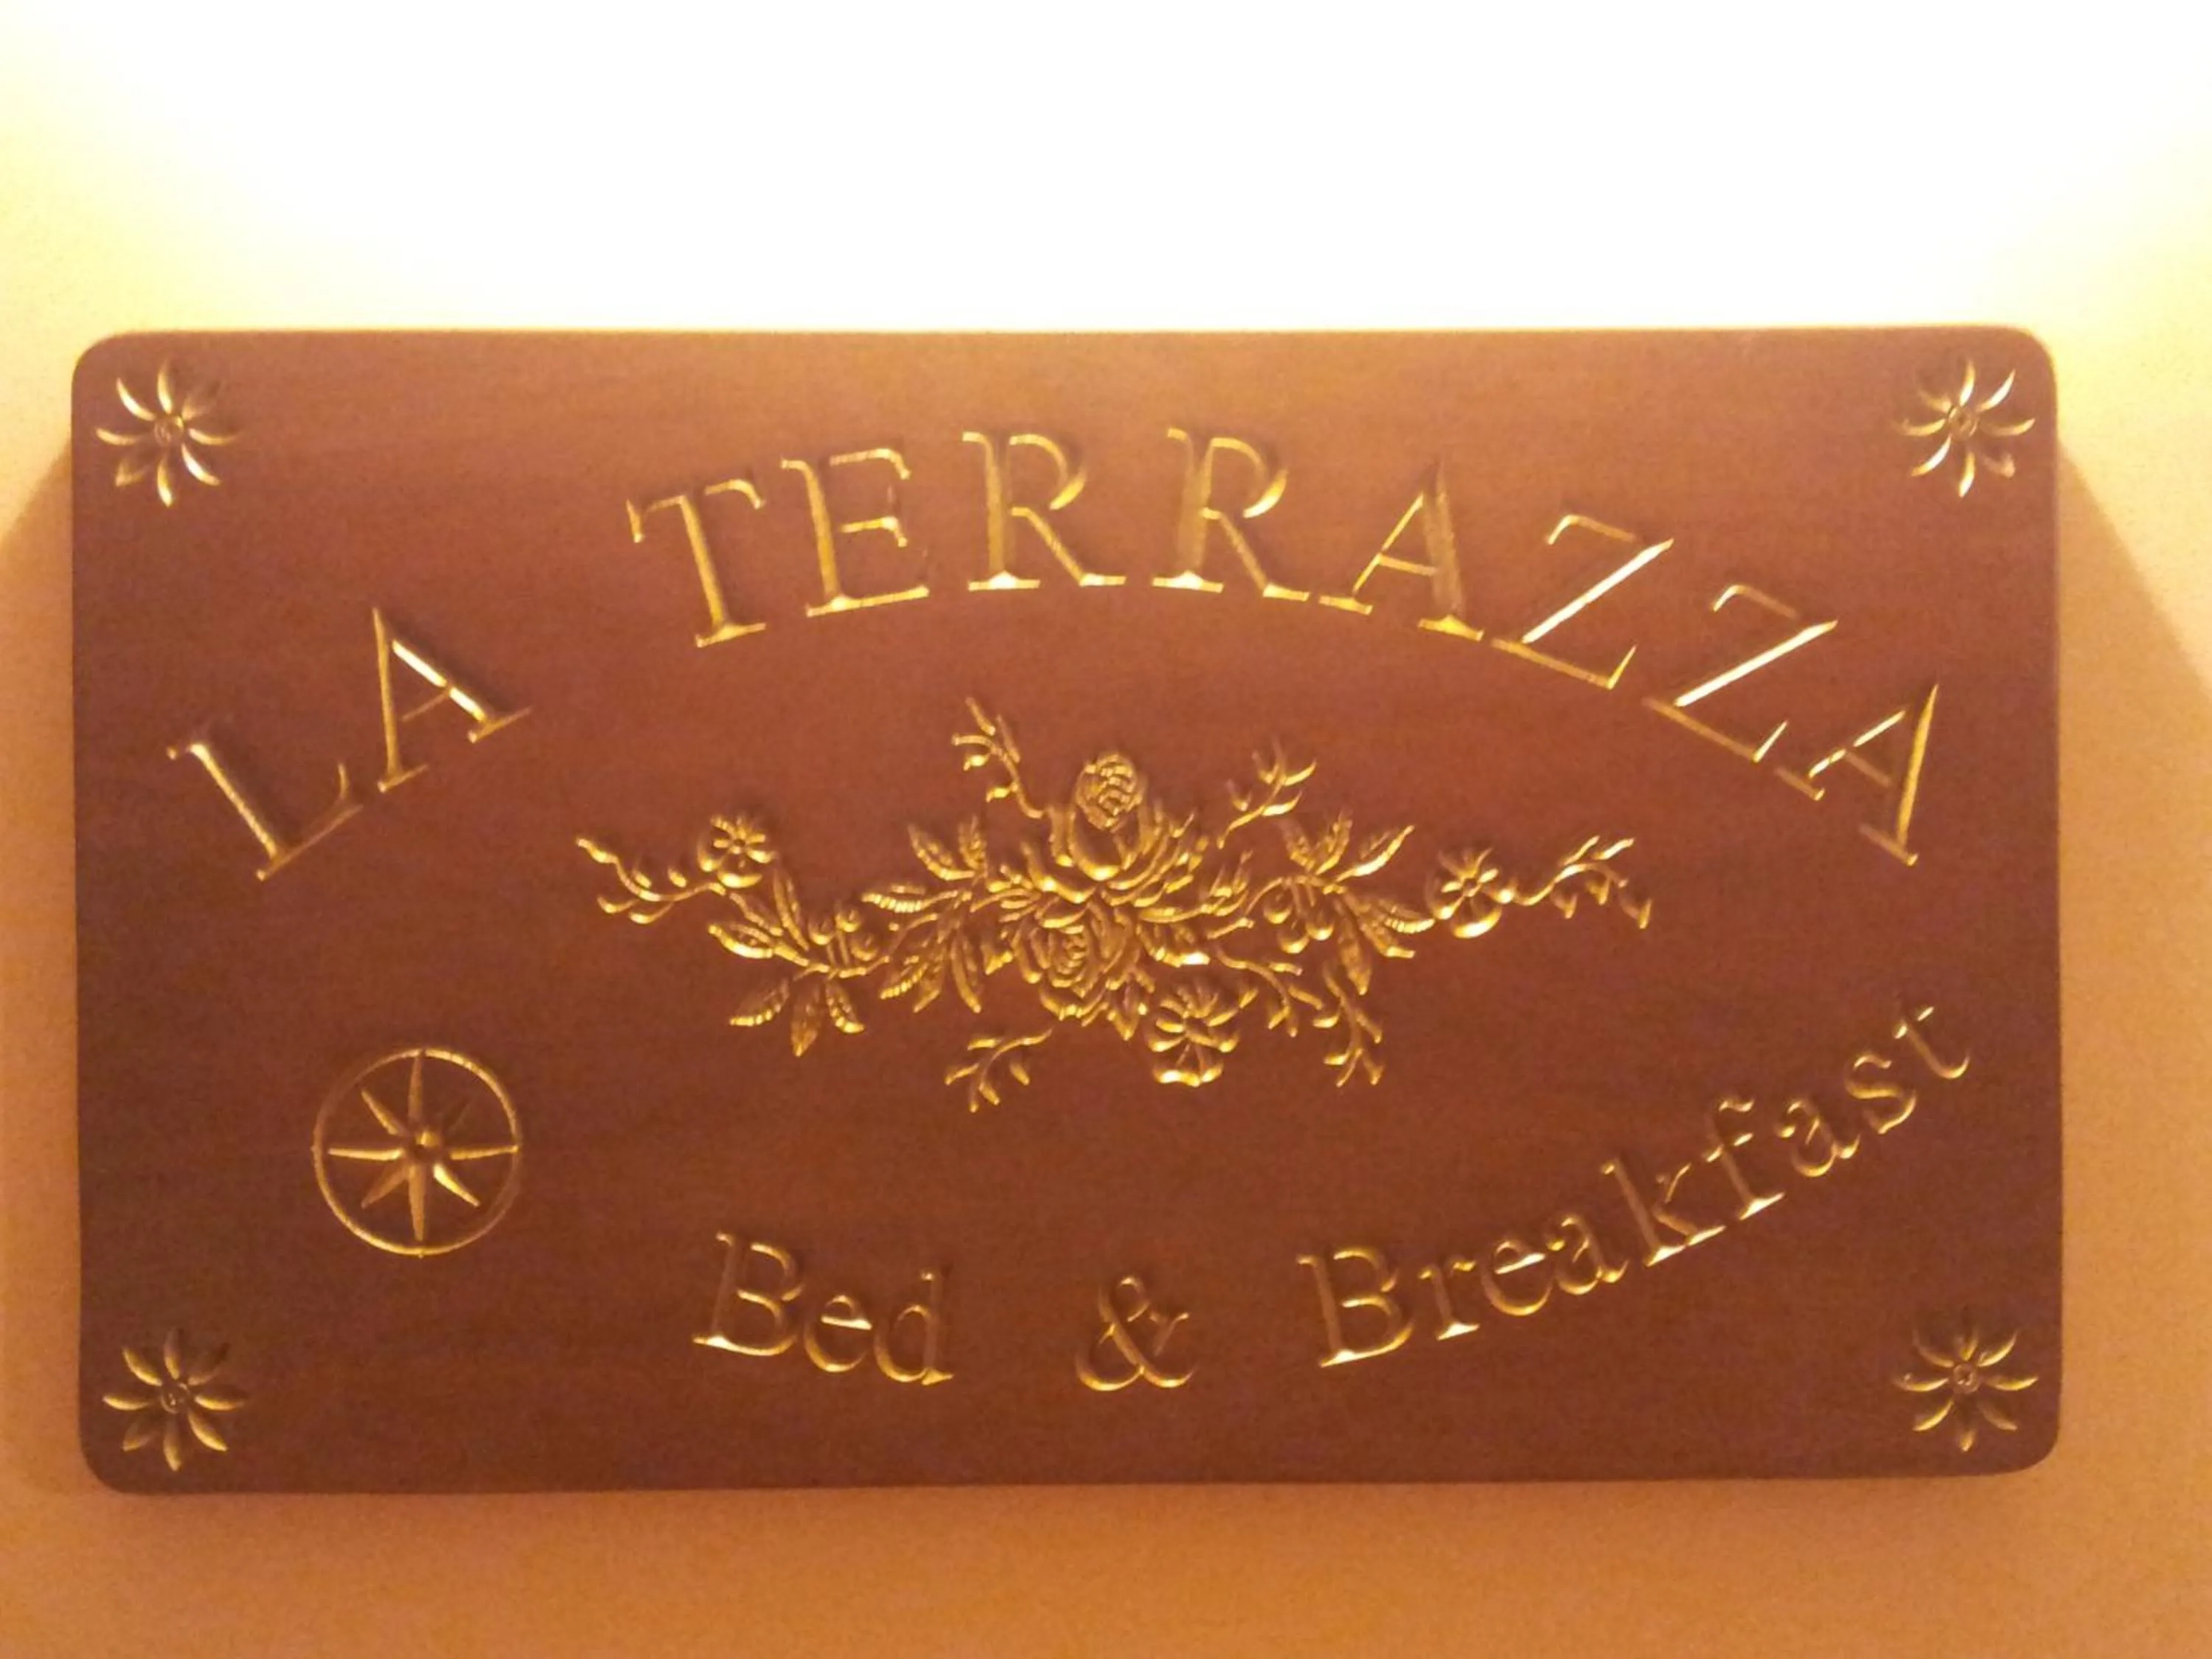 LA TERRAZZA
Bed & Breakfast